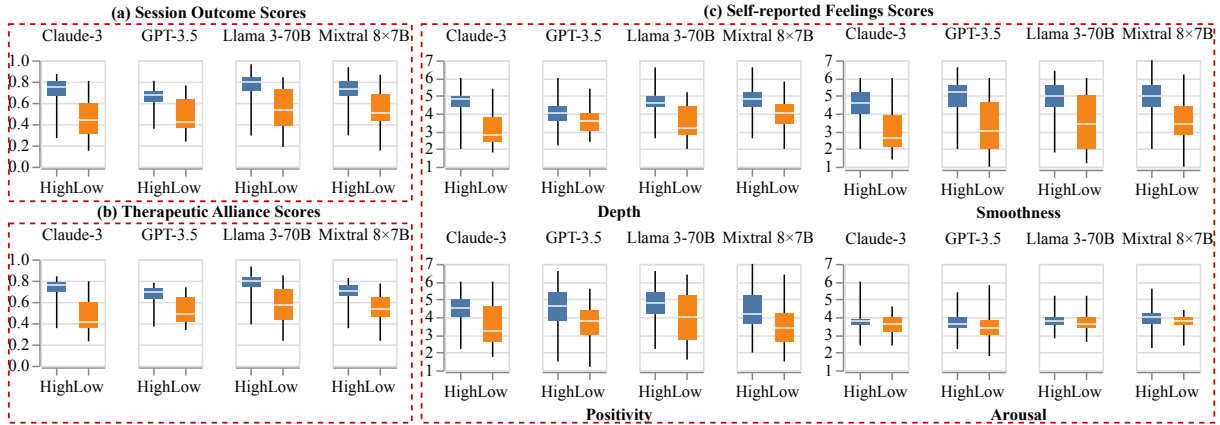 (a) Session Outcome Scores
Claude-3 GPT-3.5 Llama 3-70B Mixtral 8×7B
1.0
0.8
0.6
0.4
0.2
0.0
HighLow HighLow HighLow HighLow
(b) Therapeutic Alliance Scores
Claude-3 GPT-3.5 Llama 3-70B Mixtral 8×7B
1.0
0.8
0.6
0.4
0.2
0.0
HighLow HighLow HighLow HighLow
(c) Self-reported Feelings Scores
Claude-3 GPT-3.5 Llama 3-70B Mixtral 8×7B
7
6
5
4
3
2
1
HighLow HighLow HighLow HighLow
Depth
Claude-3 GPT-3.5 Llama 3-70B Mixtral 8×7B
7
6
5
4
3
2
1
HighLow HighLow HighLow HighLow
Smoothness
Claude-3 GPT-3.5 Llama 3-70B Mixtral 8×7B
7
6
5
4
3
2
1
HighLow HighLow HighLow HighLow
Positivity
Claude-3 GPT-3.5 Llama 3-70B Mixtral 8×7B
7
6
5
4
3
2
1
HighLow HighLow HighLow HighLow
Arousal